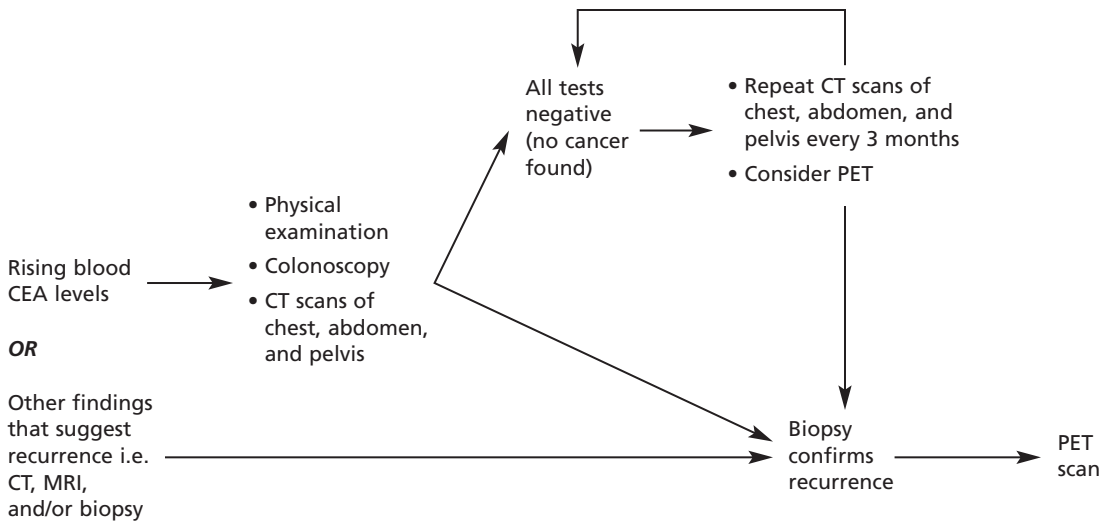 Rising blood
CEA levels
OR
Other findings
that suggest
recurrence i.e.
CT, MRI,
and/or biopsy
• Physical
examination
• Colonoscopy
• CT scans of
chest, abdomen,
and pelvis
All tests
negative
(no cancer
found)
• Repeat CT scans of
chest, abdomen, and
pelvis every 3 months
• Consider PET
Biopsy
confirms
recurrence
PET
scan